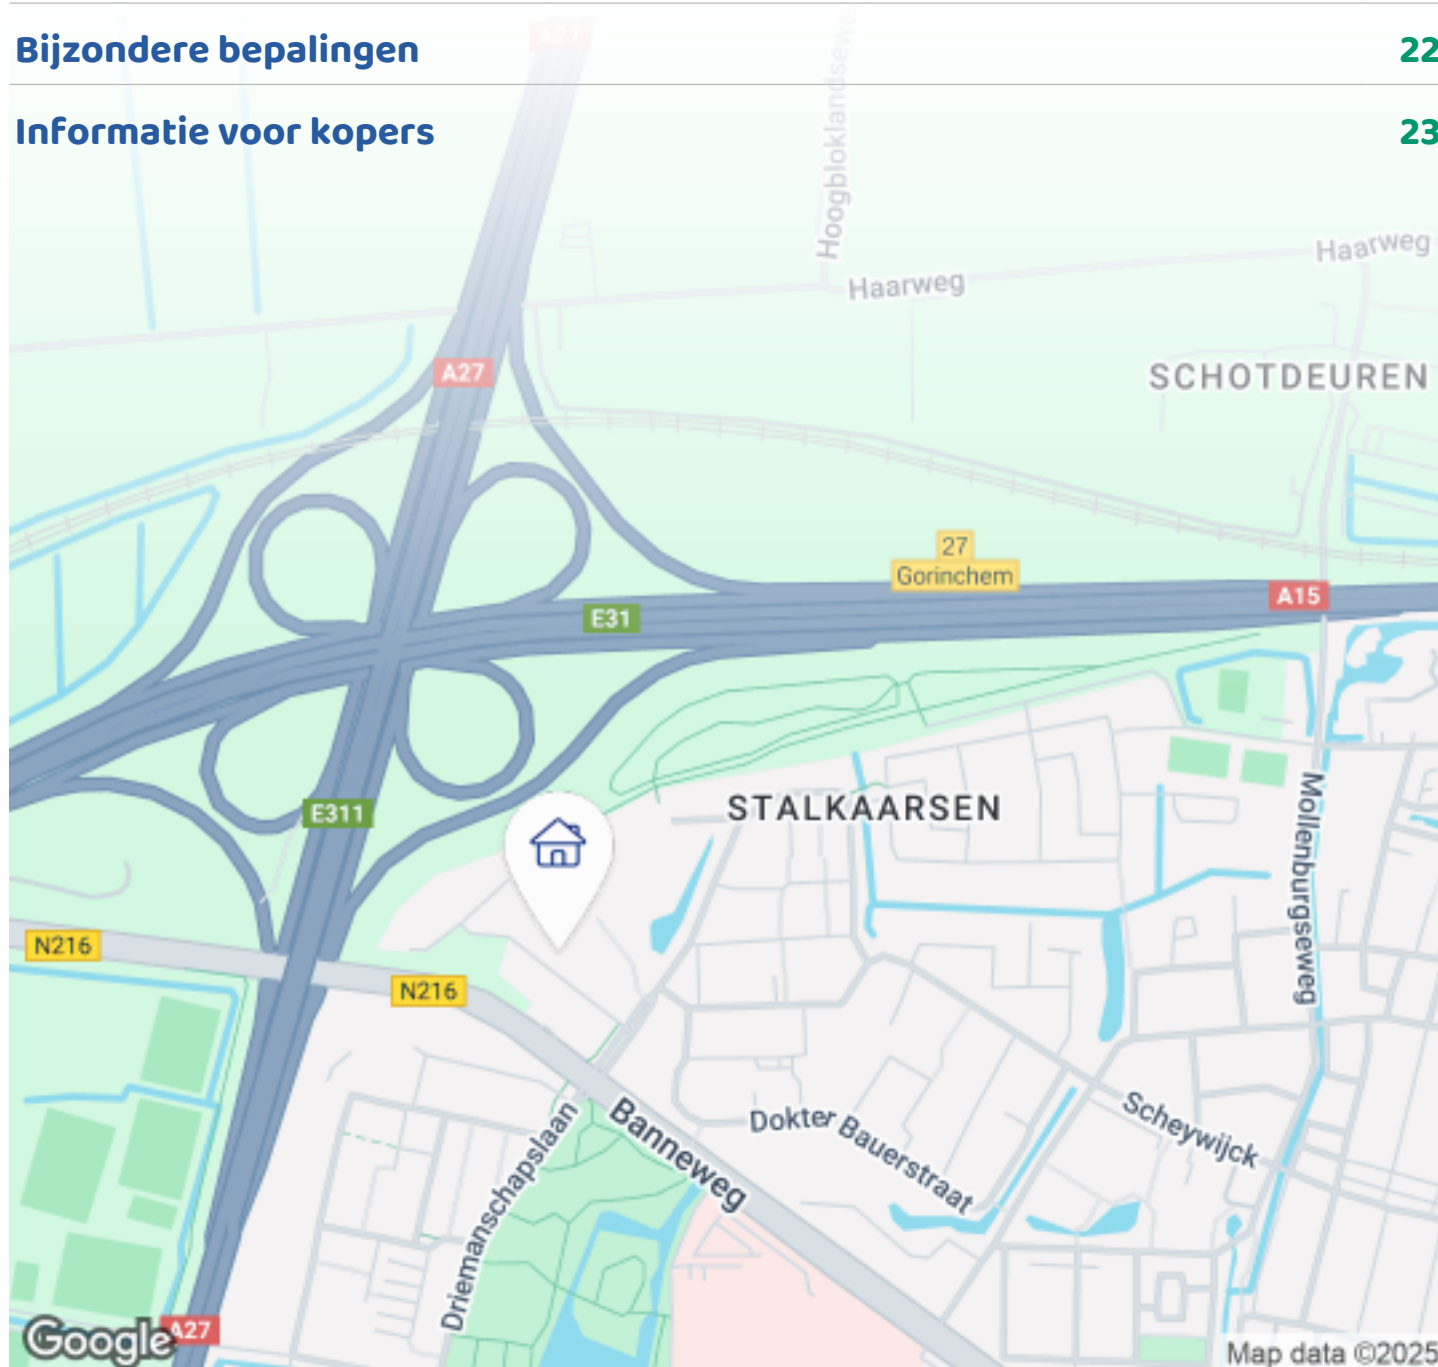 A27
Bijzondere bepalingen 22
Informatie voor kopers 23
Hoogbloklandseweg
Haarweg
Haarweg
A27
SCHOTDEUREN
27
Gorinchem
A15
E31
STALKAARSEN
E311
Mollenburgseweg
N216
N216
Banneweg
Dokter Bauerstraat
Scheywijck
Driemanschapslaan
A27
Google
Map data ©2025